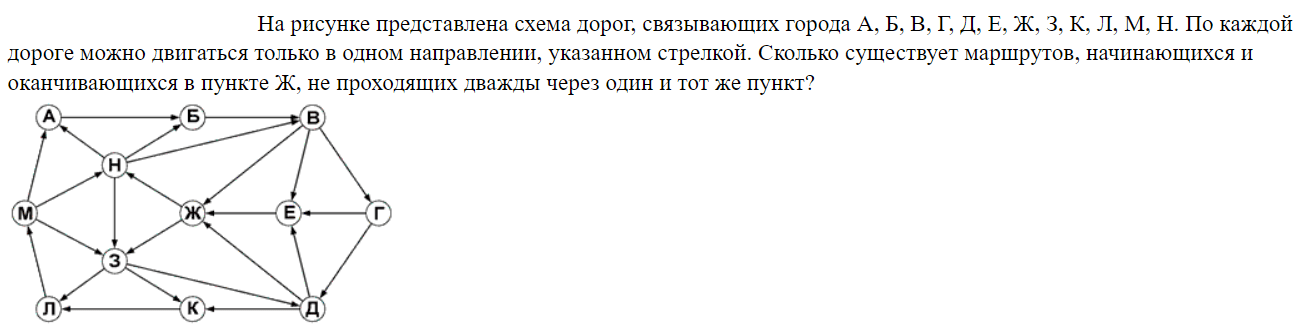 На рисунке представлена схема дорог, связывающих города А, Б, В, Г, Д, Е, Ж, З, К, Л, М, Н. По каждой
дороге можно двигаться только в одном направлении, указанном стрелкой. Сколько существует маршрутов, начинающихся и
оканчивающихся в пункте Ж, не проходящих дважды через один и тот же пункт?
А Б В
Н
М Ж Е Г
З
Л К Д